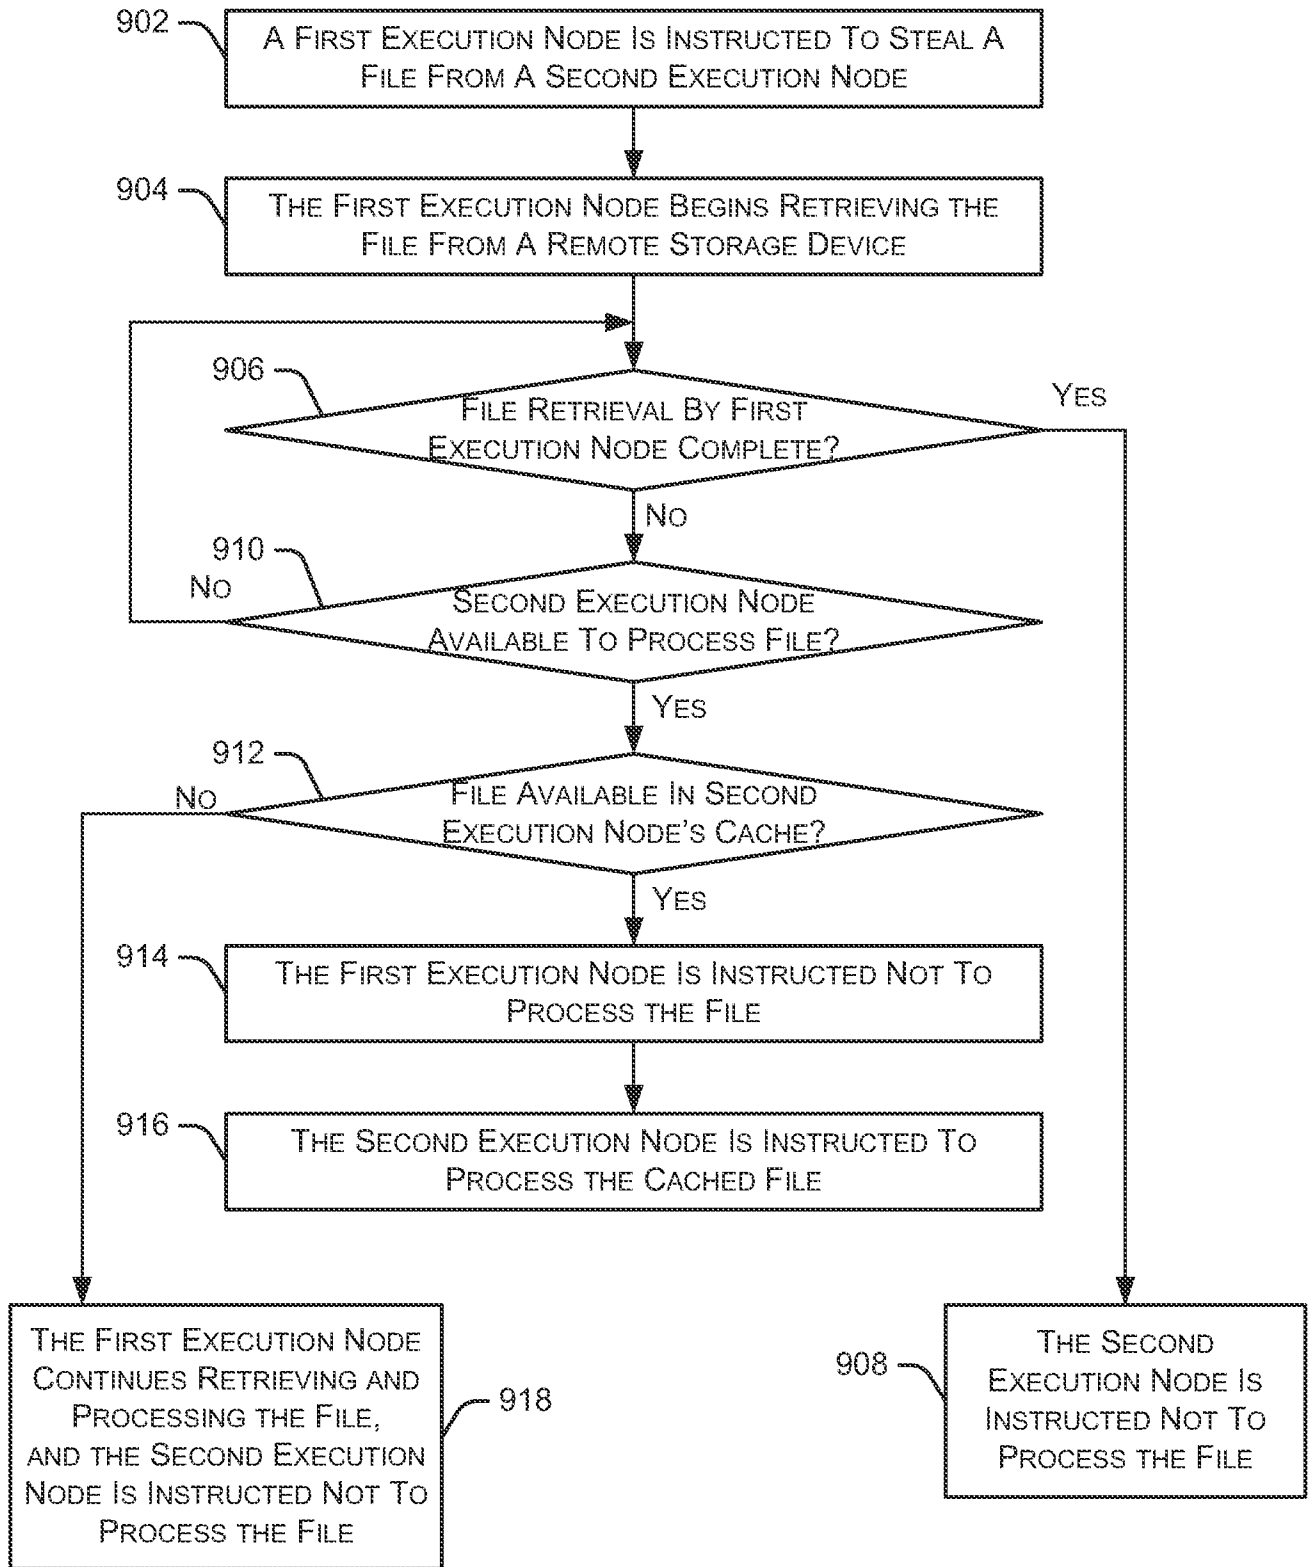 902
A First Execution Node Is Instructed To Steal A
File From A Second Execution Node
904
The First Execution Node Begins Retrieving the
File From A Remote Storage Device
906
File Retrieval By First
Execution Node Complete?
Yes
No
910
No
Second Execution Node
Available To Process File?
Yes
912
No
File Available In Second
Execution Node's Cache?
Yes
914
The First Execution Node Is Instructed Not To
Process the File
916
The Second Execution Node Is Instructed To
Process the Cached File
The First Execution Node
Continues Retrieving and
Processing the File,
and the Second Execution
Node Is Instructed Not To
Process the File
918
908
The Second
Execution Node Is
Instructed Not To
Process the File